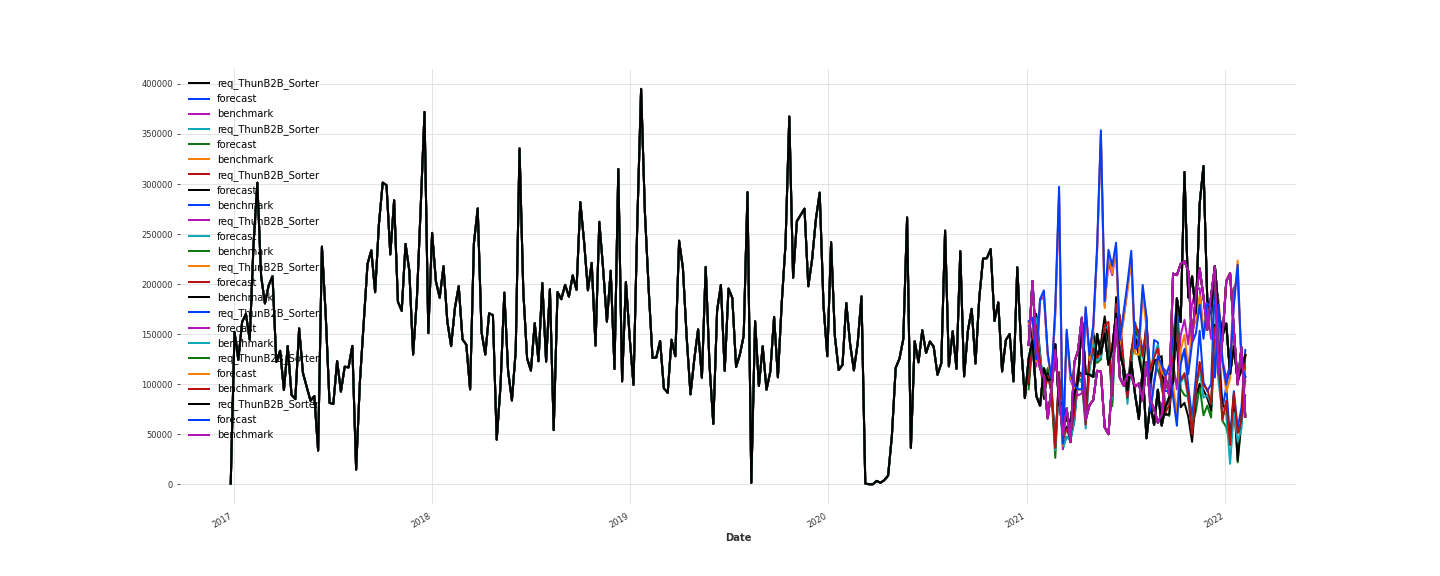 400000
350000
300000
250000
200000
150000
100000
50000
0
req_ThunB2B_Sorter
forecast
benchmark
req_ThunB2B_Sorter
forecast
benchmark
req_ThunB2B_Sorter
forecast
benchmark
req_ThunB2B_Sorter
forecast
benchmark
req_ThunB2B_Sorter
forecast
benchmark
req_ThunB2B_Sorter
forecast
benchmark
req_ThunB2B_Sorter
forecast
benchmark
req_ThunB2B_Sorter
forecast
benchmark
2017
2018
2019
2020
2021
2022
Date